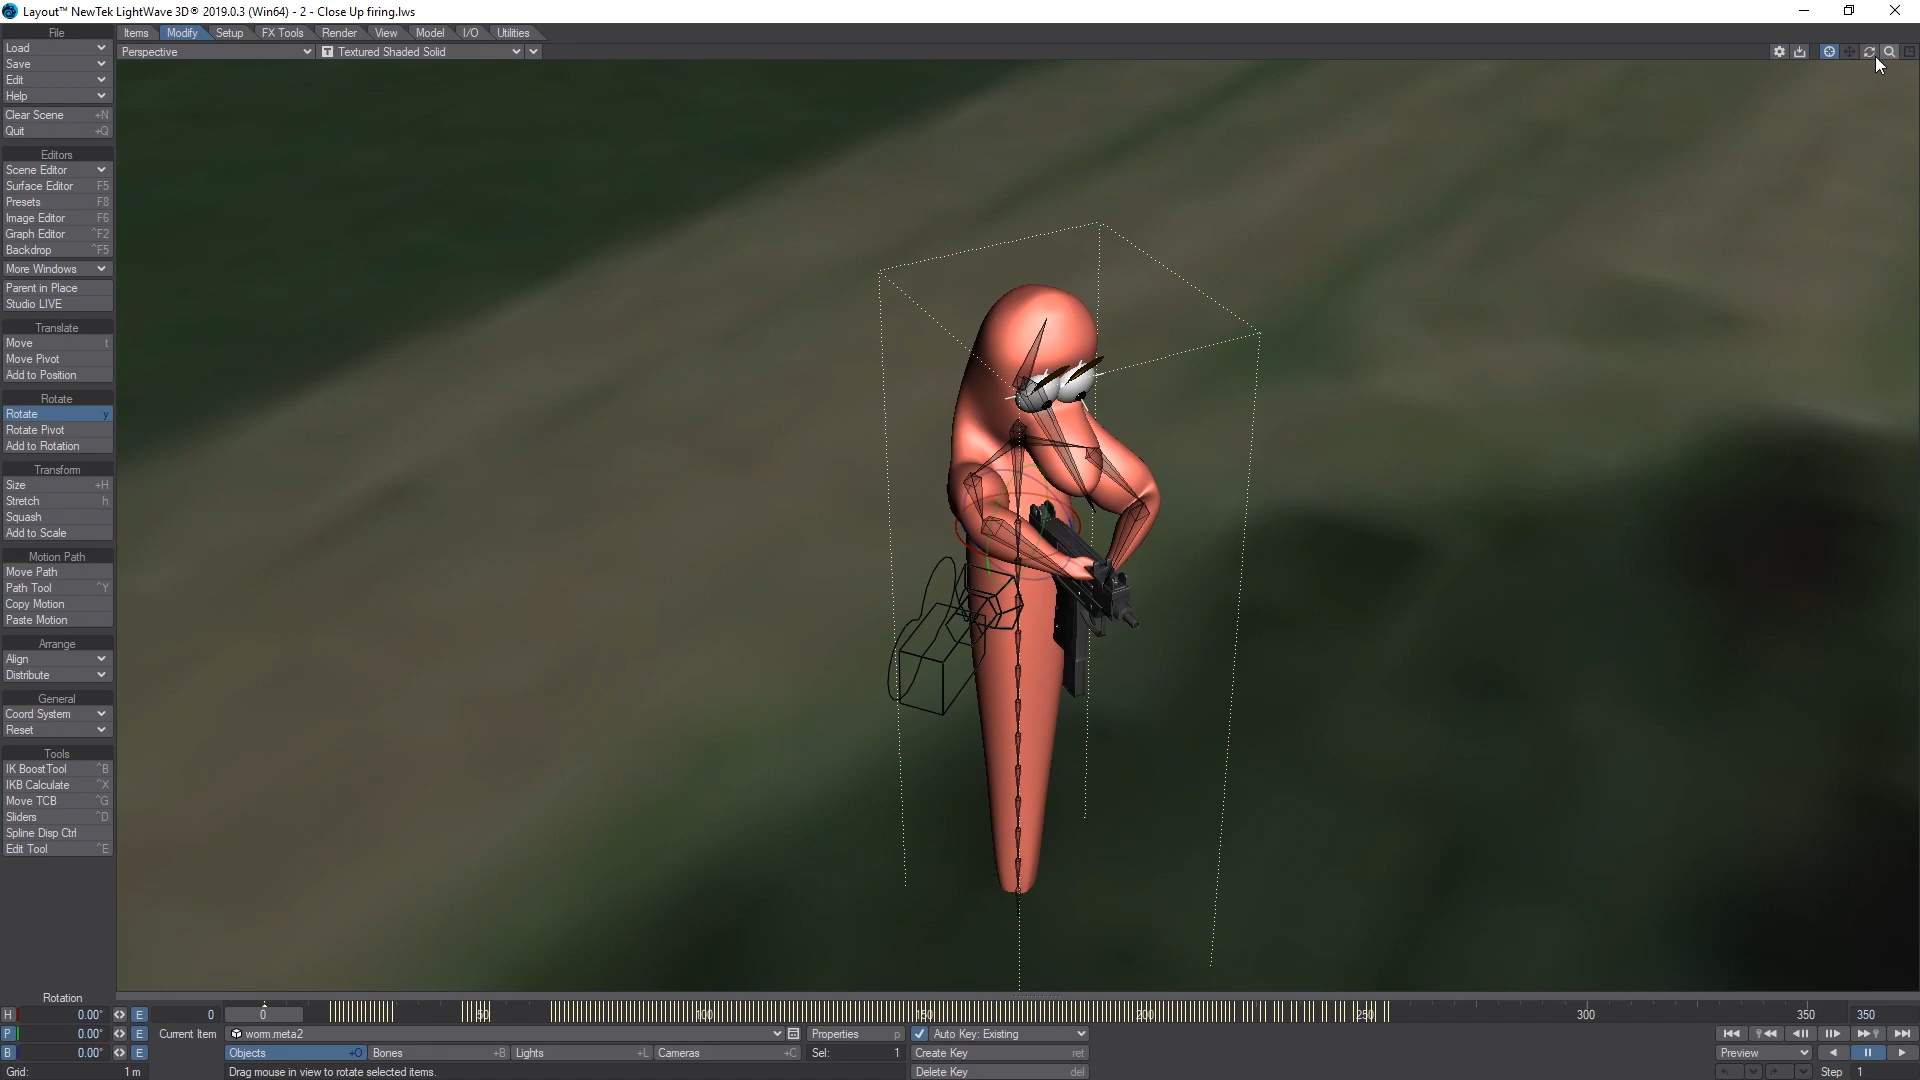 Layout™ NewTek LightWave 3D® 2019.0.3 (Win64) - 2 - Close Up firing.lws
File
Items Modify Setup FX Tools Render View Model I/O Utilities
Load
Perspective
T Textured Shaded Solid
Save
Edit
Help
Clear Scene +N
Quit +Q
Editors
Scene Editor
Surface Editor F5
Presets F8
Image Editor F6
Graph Editor ^F2
Backdrop ^F5
More Windows
Parent in Place
Studio LIVE
Translate
Move t
Move Pivot
Add to Position
Rotate
Rotate y
Rotate Pivot
Add to Rotation
Transform
Size +H
Stretch h
Squash
Add to Scale
Motion Path
Move Path
Path Tool ^Y
Copy Motion
Paste Motion
Arrange
Align
Distribute
General
Coord System
Reset
Tools
IK BoostTool ^B
IKB Calculate ^X
Move TCB ^G
Sliders ^D
Spline Disp Ctrl
Edit Tool ^E
Rotation
H 0.00° E 0 0 50 100 150 200 250 300 350 350
P 0.00° E Current Item worm.meta2 Properties p Auto Key: Existing
B 0.00° E Objects +O Bones +B Lights +L Cameras +C Sel: 1 Create Key ret Preview
Grid: 1 m Drag mouse in view to rotate selected items. Delete Key del Step 1